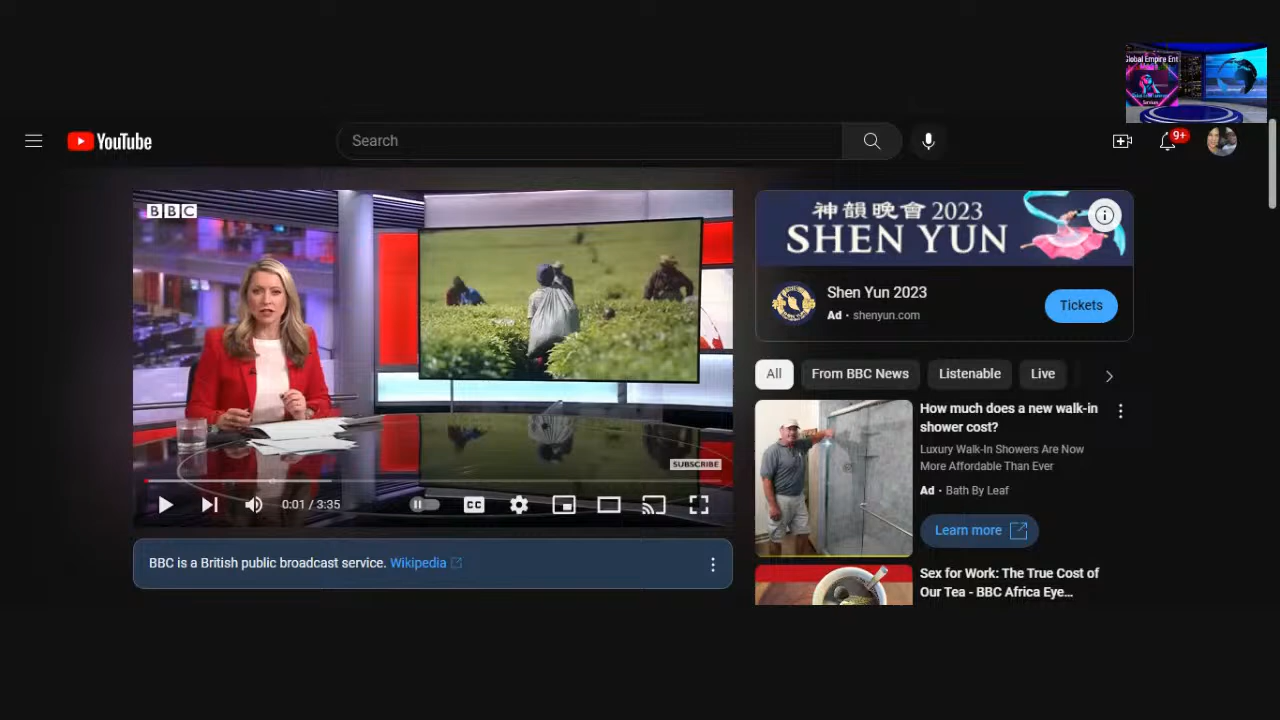 Global Empire Ent
YouTube
Search
9+
BBC
SUBSCRIBE
0:01 / 3:35
CC
BBC is a British public broadcast service. Wikipedia
神韻晚會 2023
SHEN YUN
Shen Yun 2023
Ad · shenyun.com
Tickets
All
From BBC News
Listenable
Live
How much does a new walk-in
shower cost?
Luxury Walk-In Showers Are Now
More Affordable Than Ever
Ad · Bath By Leaf
Learn more
Sex for Work: The True Cost of
Our Tea - BBC Africa Eye...